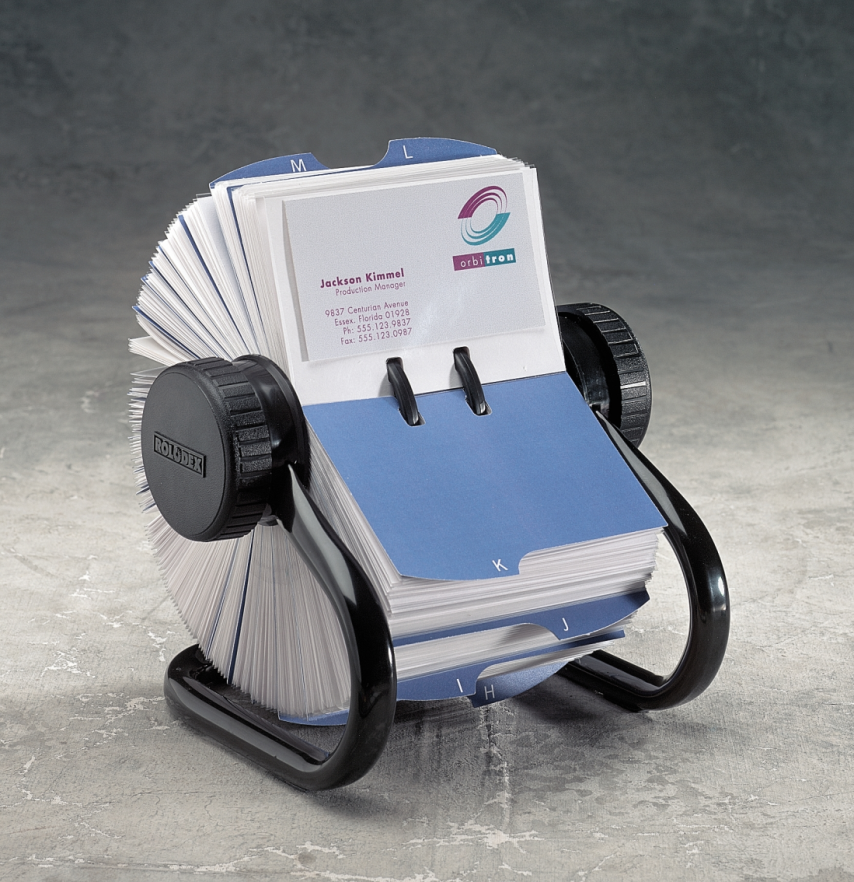 M
L
orbitron
Jackson Kimmel
Production Manager
9837 Centurian Avenue
Essex, Florida 01928
Ph: 555.123.9837
Fax: 555.123.0987
ROLODEX
K
J
I
H